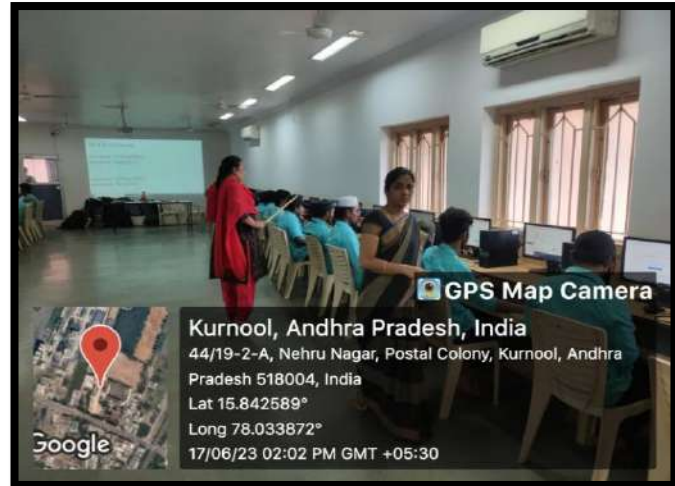 GPS Map Camera
Kurnool, Andhra Pradesh, India
44/19-2-A, Nehru Nagar, Postal Colony, Kurnool, Andhra
Pradesh 518004, India
Lat 15.842589°
Long 78.033872°
17/06/23 02:02 PM GMT +05:30
Google